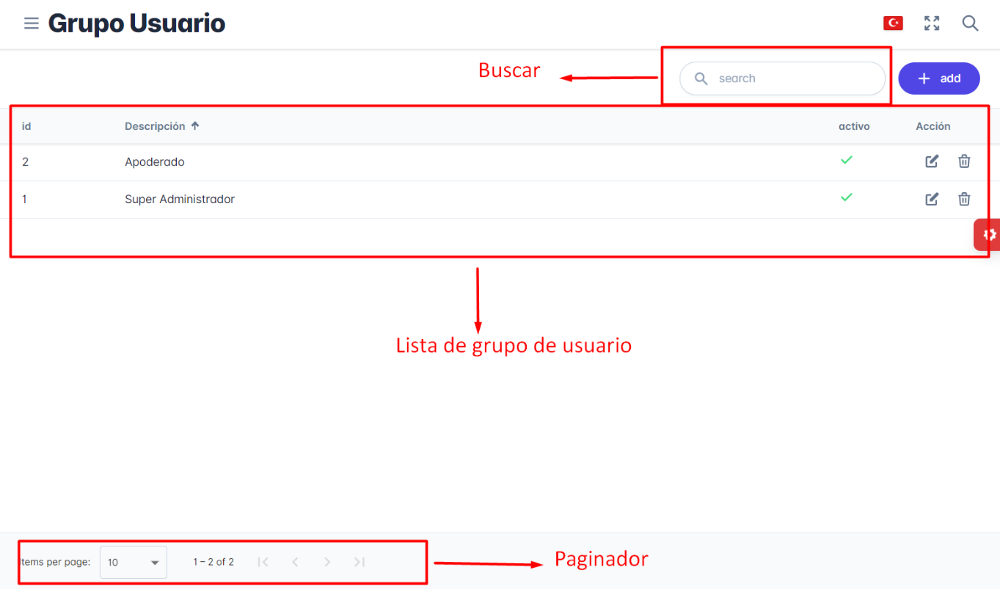 Grupo Usuario
Buscar
search
add
id Descripción activo Acción
2 Apoderado
1 Super Administrador
Lista de grupo de usuario
Items per page: 10 1 – 2 of 2
Paginador